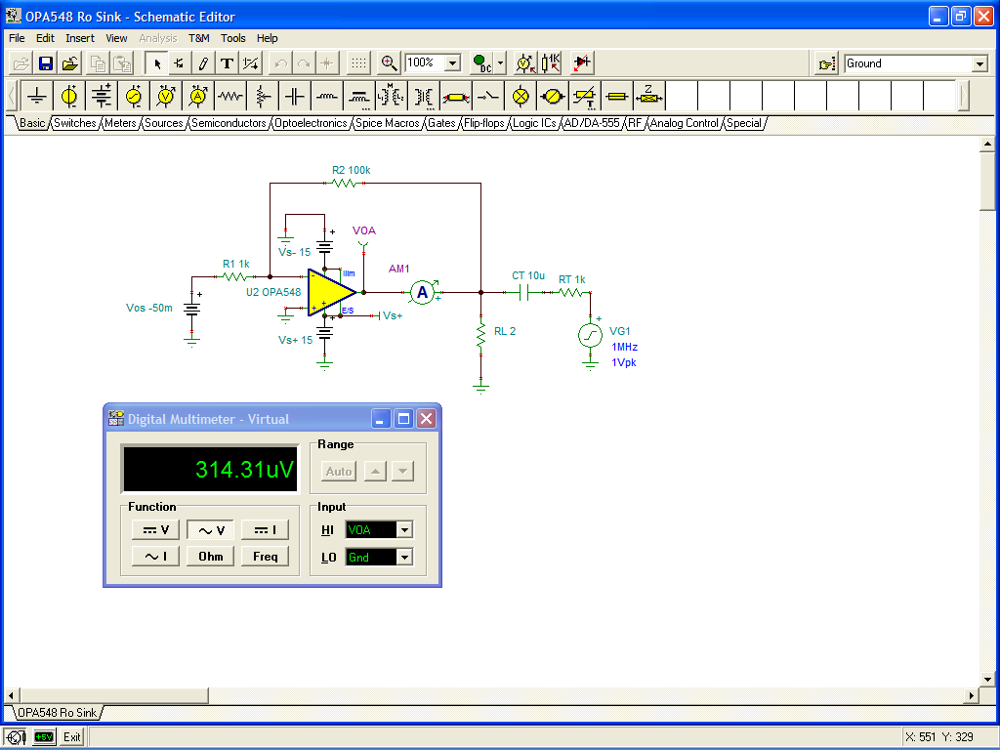 OPA548 Ro Sink - Schematic Editor
File Edit Insert View Analysis T&M Tools Help
T 100% DC V 1K Ground
Basic Switches Meters Sources Semiconductors Optoelectronics Spice Macros Gates Flip-flops Logic ICs AD/DA-555 RF Analog Control Special
R2 100k
+
VOA
Vs- 15
R1 1k
Ilim
AM1
CT 10u
RT 1k
U2 OPA548
A
+
Vos -50m
+
E/S
Vs+
Vs+ 15
RL 2
+
VG1
1MHz
1Vpk
Digital Multimeter - Virtual
314.31uV
Range
Auto
Function
V V I
I Ohm Freq
Input
HI VOA
LO Gnd
OPA548 Ro Sink
+5V Exit X: 551 Y: 329